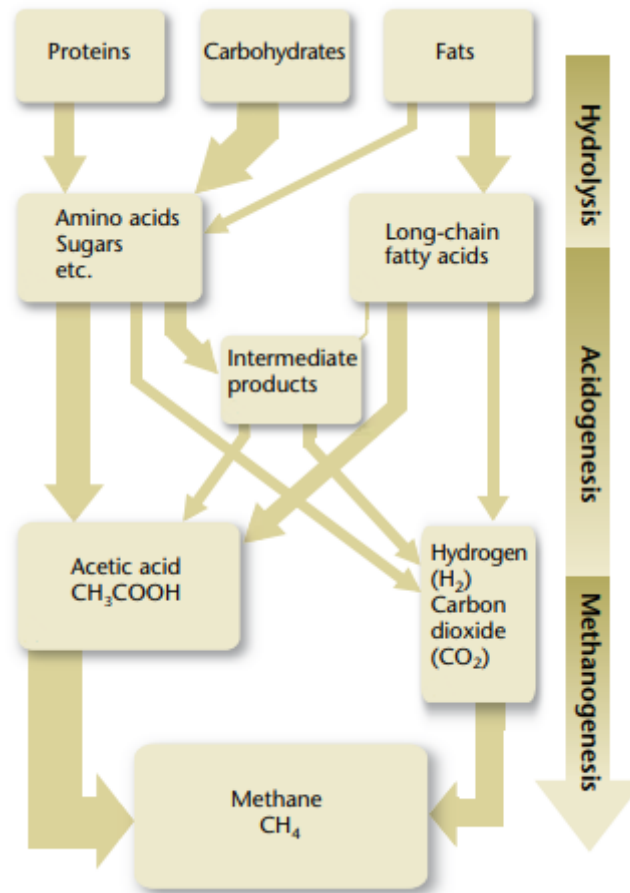 Proteins
Carbohydrates
Fats
Hydrolysis
Amino acids
Sugars
etc.
Long-chain
fatty acids
Intermediate
products
Acidogenesis
Acetic acid
CH₃COOH
Hydrogen
(H₂)
Carbon
dioxide
(CO₂)
Methanogenesis
Methane
CH₄